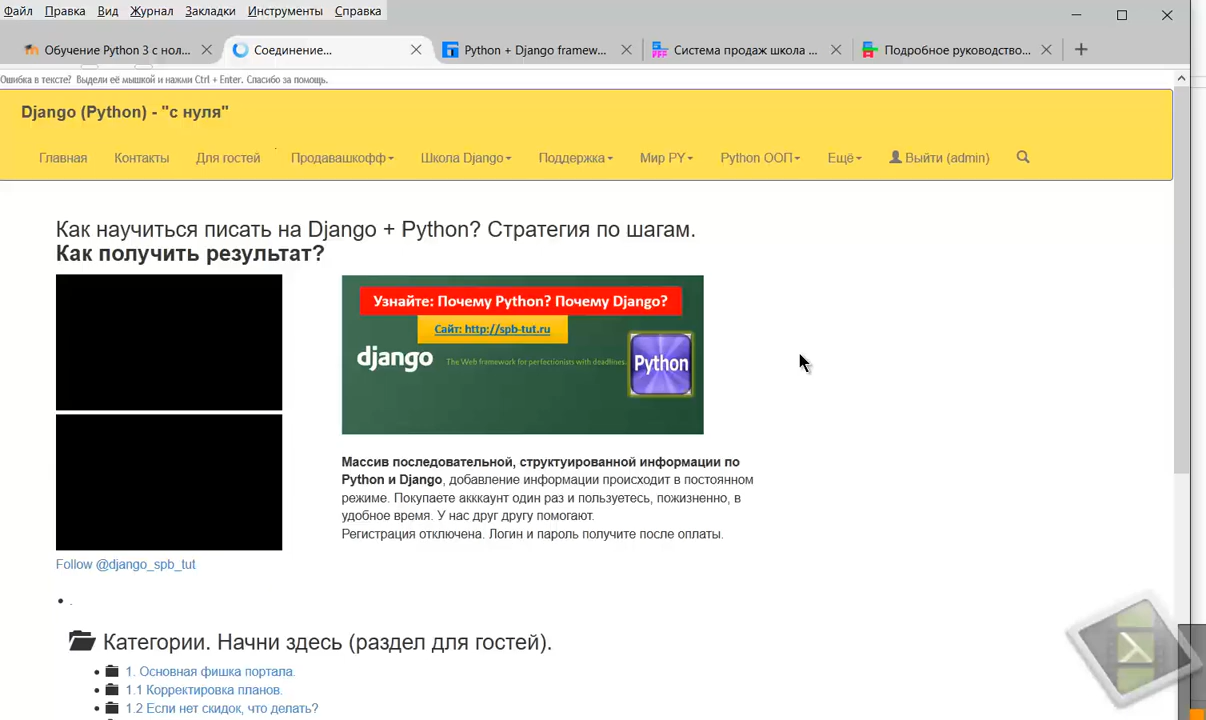 Файл Правка Вид Журнал Закладки Инструменты Справка
Обучение Python 3 с нол... Соединение... Python + Django framew... Система продаж школа ... Подробное руководство...
Ошибка в тексте? Выдели её мышкой и нажми Ctrl + Enter. Спасибо за помощь.
Django (Python) - "с нуля"
Главная Контакты Для гостей Продавашкофф Школа Django Поддержка Мир PY Python ООП Ещё Выйти (admin)
Как научиться писать на Django + Python? Стратегия по шагам.
Как получить результат?
Узнайте: Почему Python? Почему Django?
Сайт: http://spb-tut.ru
django The Web framework for perfectionists with deadlines. Python
Массив последовательной, структуированной информации по
Python и Django, добавление информации происходит в постоянном
режиме. Покупаете акккаунт один раз и пользуетесь, пожизненно, в
удобное время. У нас друг другу помогают.
Регистрация отключена. Логин и пароль получите после оплаты.
Follow @django_spb_tut
.
Категории. Начни здесь (раздел для гостей).
1. Основная фишка портала.
1.1 Корректировка планов.
1.2 Если нет скидок, что делать?